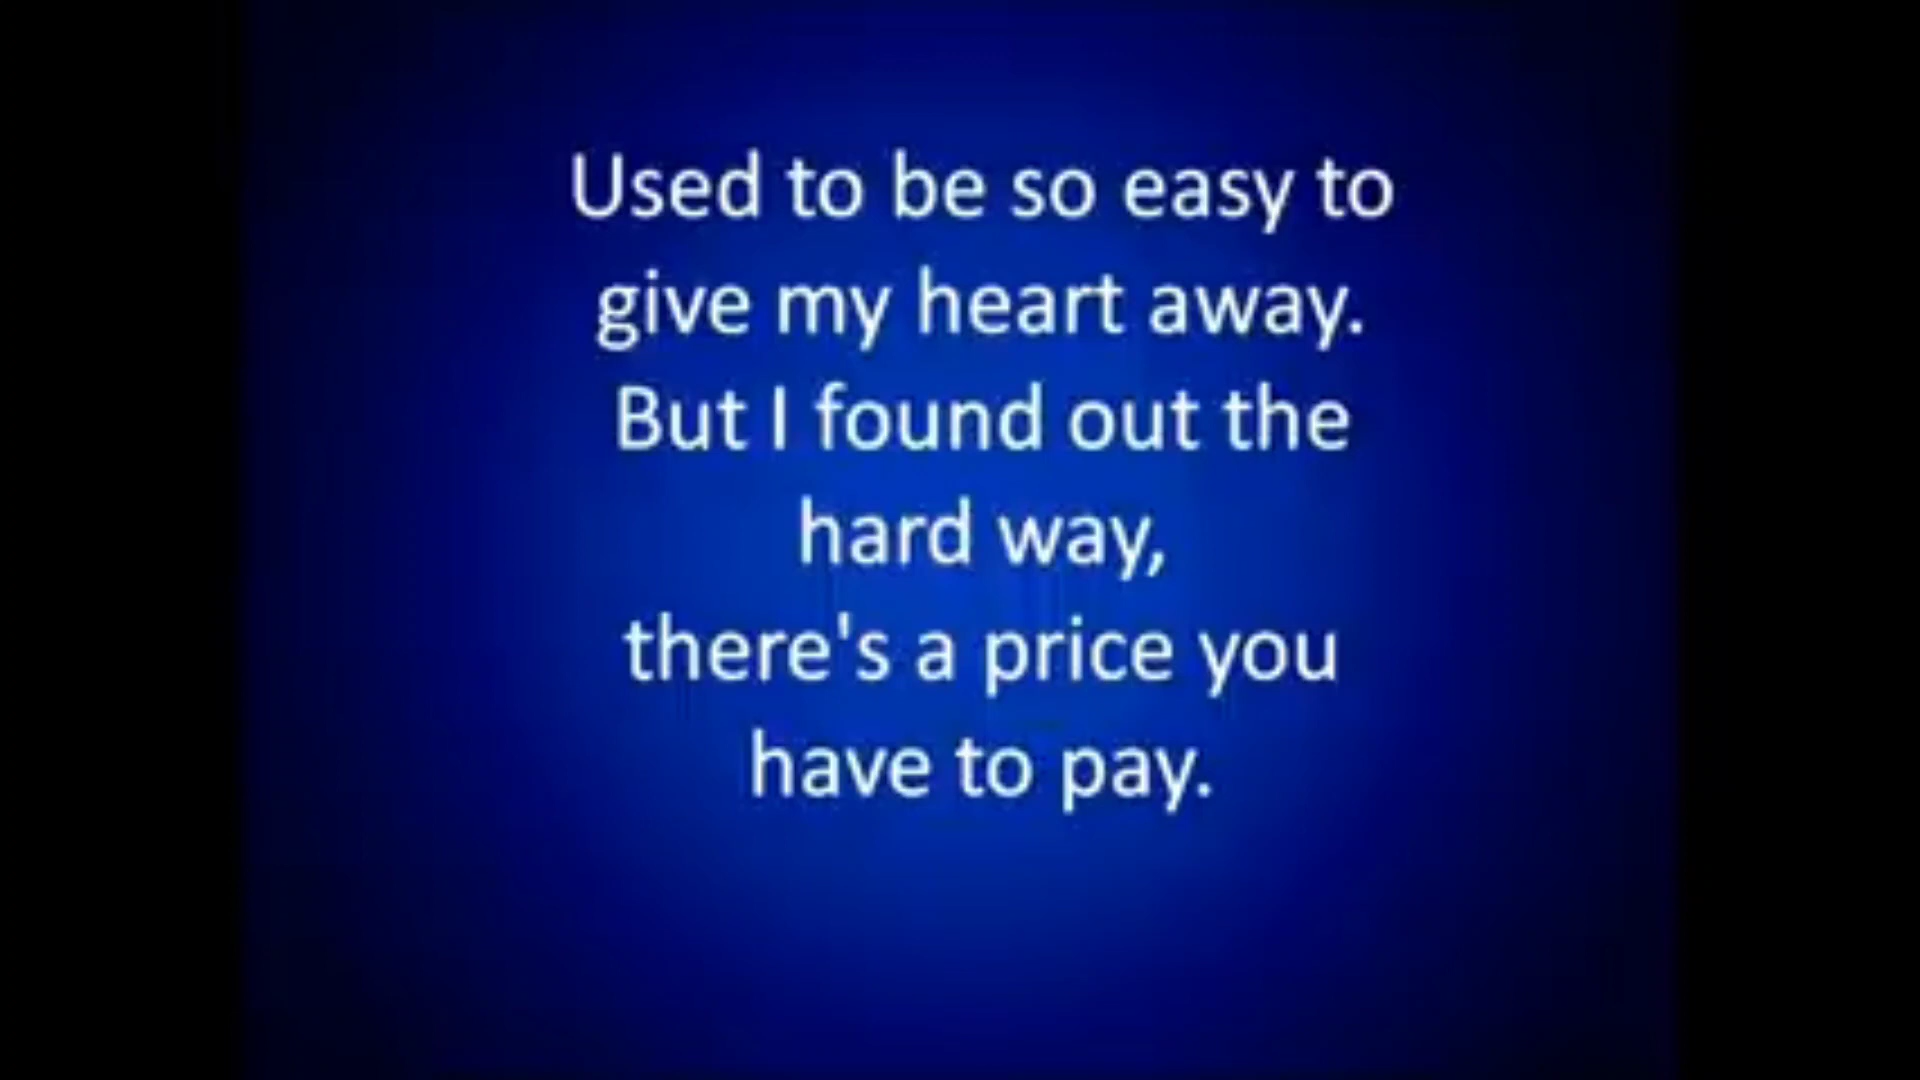 Used to be so easy to
give my heart away.
But I found out the
hard way,
there's a price you
have to pay.